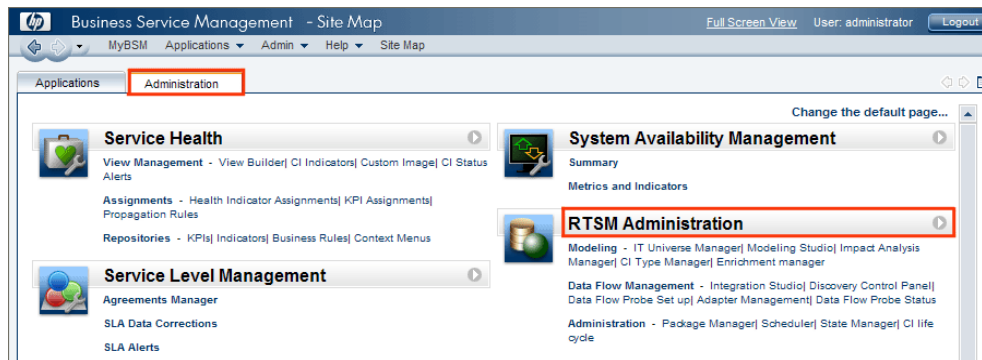 hp Business Service Management - Site Map
Full Screen View User: administrator Logout
MyBSM Applications Admin Help Site Map
Applications Administration
Change the default page...
Service Health
View Management - View Builder| CI Indicators| Custom Image| CI Status
Alerts
Assignments - Health Indicator Assignments| KPI Assignments|
Propagation Rules
Repositories - KPIs| Indicators| Business Rules| Context Menus
Service Level Management
Agreements Manager
SLA Data Corrections
SLA Alerts
System Availability Management
Summary
Metrics and Indicators
RTSM Administration
Modeling - IT Universe Manager| Modeling Studio| Impact Analysis
Manager| CI Type Manager| Enrichment manager
Data Flow Management - Integration Studio| Discovery Control Panel|
Data Flow Probe Set up| Adapter Management| Data Flow Probe Status
Administration - Package Manager| Scheduler| State Manager| CI life
cycle